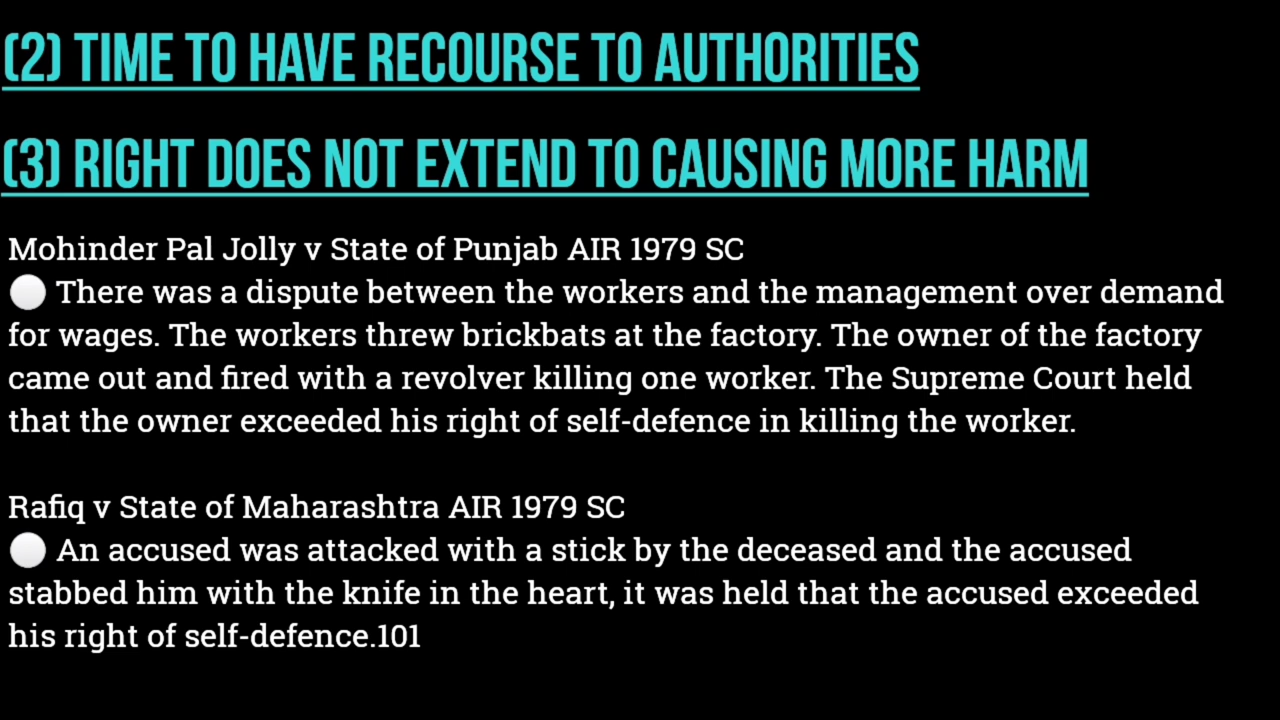 (2) TIME TO HAVE RECOURSE TO AUTHORITIES
(3) RIGHT DOES NOT EXTEND TO CAUSING MORE HARM
Mohinder Pal Jolly v State of Punjab AIR 1979 SC
⚪ There was a dispute between the workers and the management over demand
for wages. The workers threw brickbats at the factory. The owner of the factory
came out and fired with a revolver killing one worker. The Supreme Court held
that the owner exceeded his right of self-defence in killing the worker.
Rafiq v State of Maharashtra AIR 1979 SC
⚪ An accused was attacked with a stick by the deceased and the accused
stabbed him with the knife in the heart, it was held that the accused exceeded
his right of self-defence.101